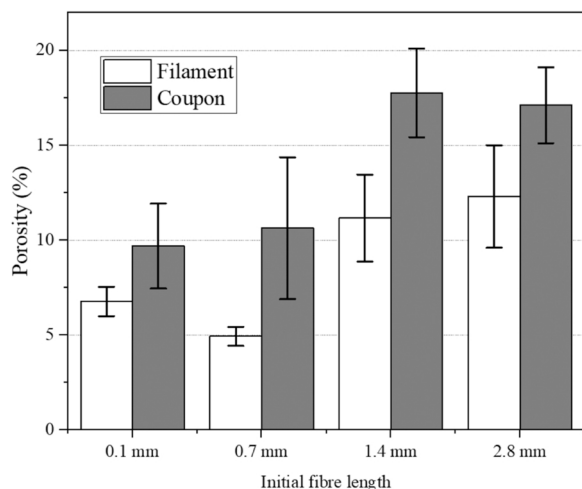 20
15
10
5
0
Porosity (%)
Filament
Coupon
0.1 mm
0.7 mm
1.4 mm
2.8 mm
Initial fibre length